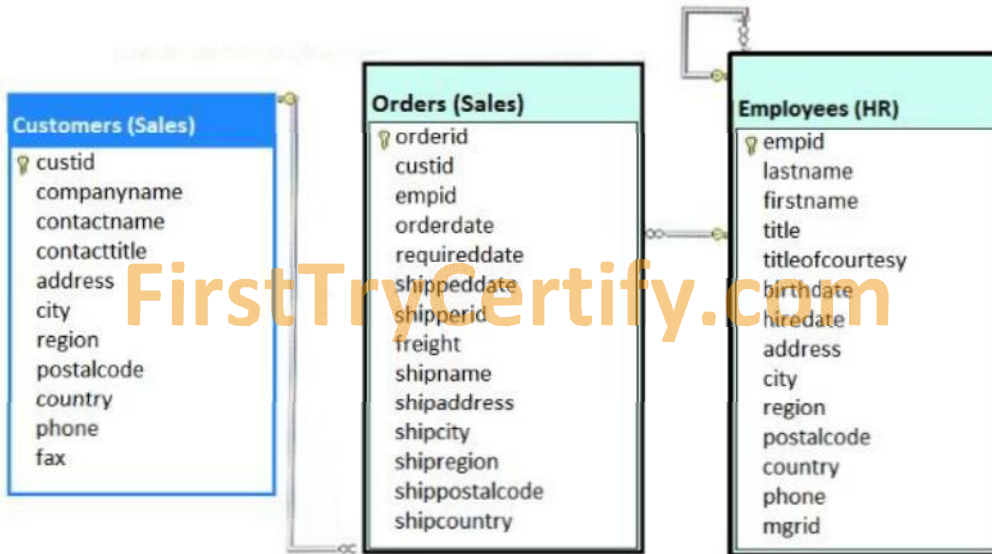 Customers (Sales)
custid
companyname
contactname
contacttitle
address
city
region
postalcode
country
phone
fax
Orders (Sales)
orderid
custid
empid
orderdate
requireddate
shippeddate
shipperid
freight
shipname
shipaddress
shipcity
shipregion
shippostalcode
shipcountry
Employees (HR)
empid
lastname
firstname
title
titleofcourtesy
birthdate
hiredate
address
city
region
postalcode
country
phone
mgrid
FirstTryCertify.com